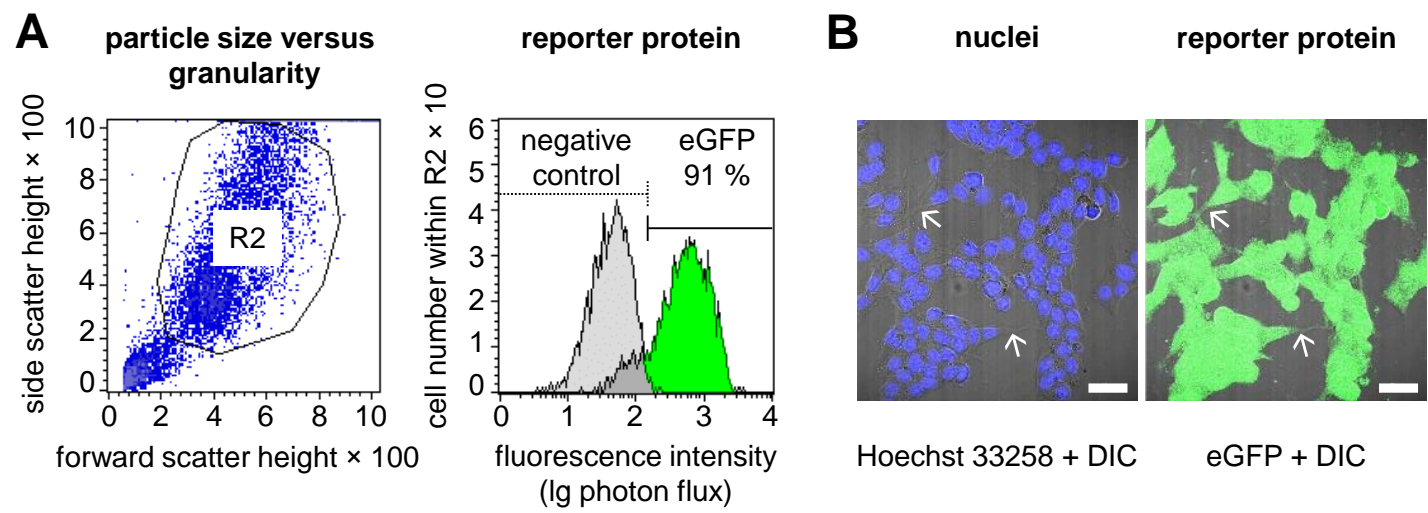 A
particle size versus
granularity
side scatter height × 100
10
8
6
4
2
0
R2
0 2 4 6 8 10
forward scatter height × 100
reporter protein
cell number within R2 × 10
6
5
4
3
2
1
0
negative
control
eGFP
91 %
0 1 2 3 4
fluorescence intensity
(lg photon flux)
B
nuclei
Hoechst 33258 + DIC
reporter protein
eGFP + DIC